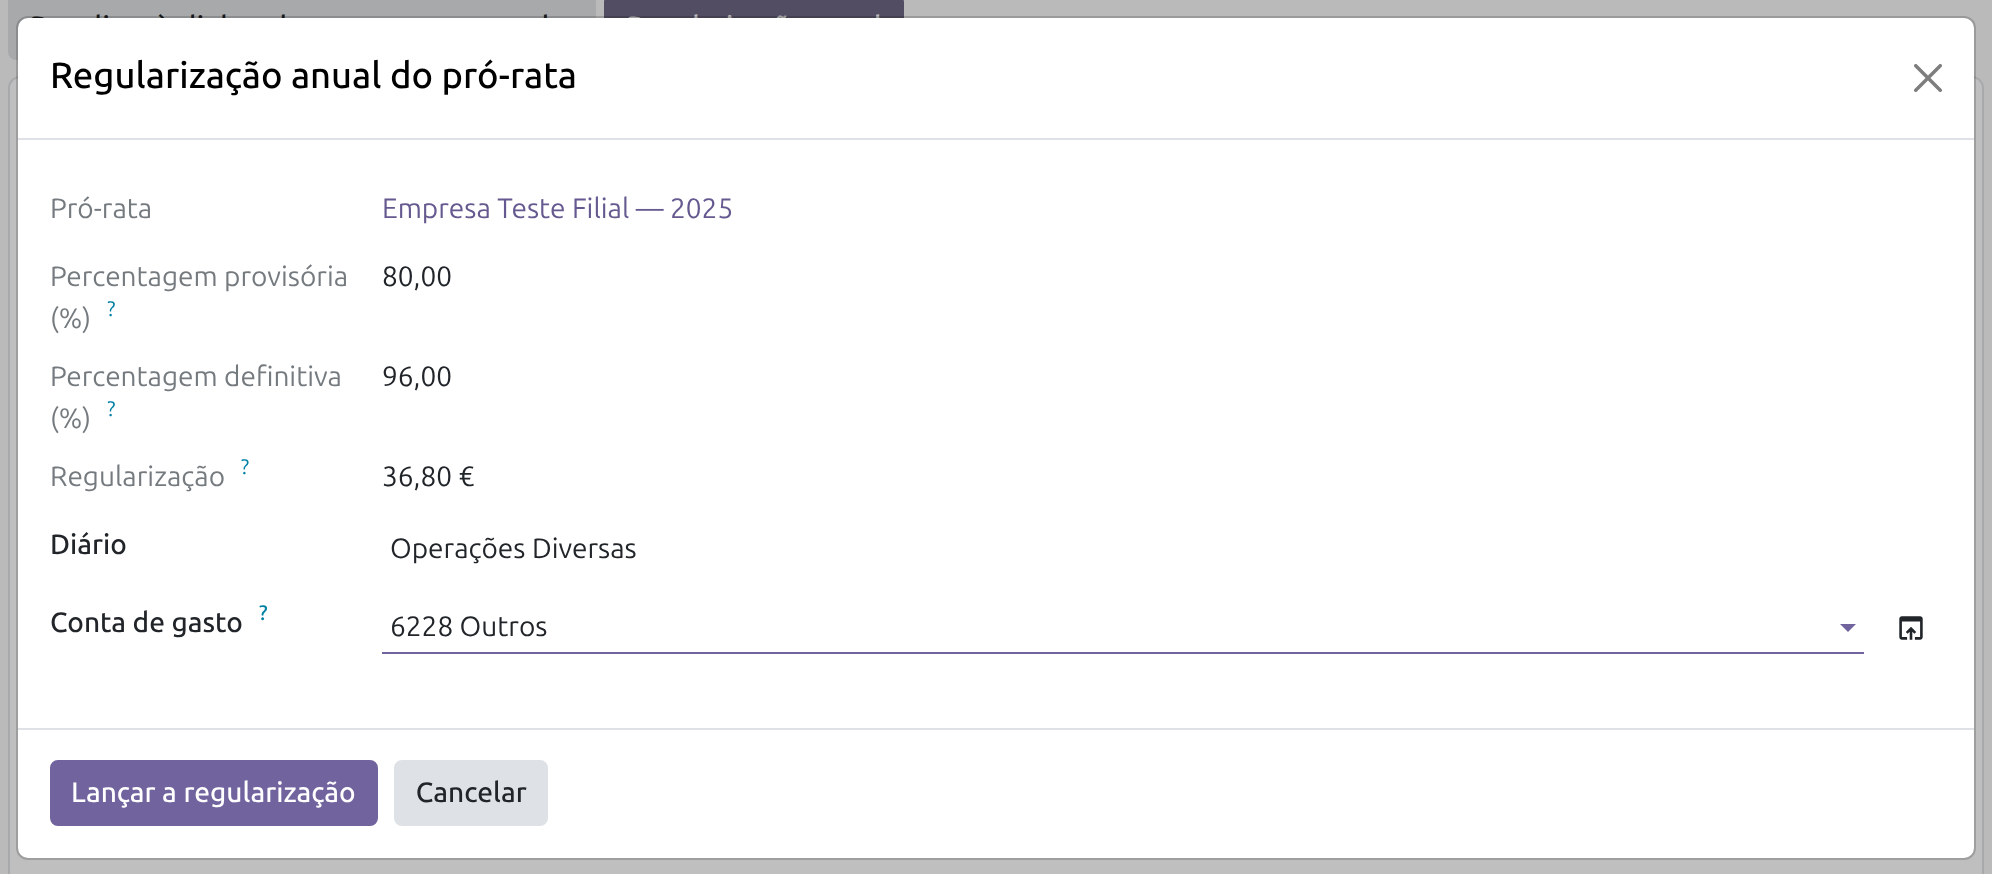 Regularização anual do pró-rata
Pró-rata
Empresa Teste Filial — 2025
Percentagem provisória
(%) ?
80,00
Percentagem definitiva
(%) ?
96,00
Regularização ?
36,80 €
Diário
Operações Diversas
Conta de gasto ?
6228 Outros
Lançar a regularização
Cancelar